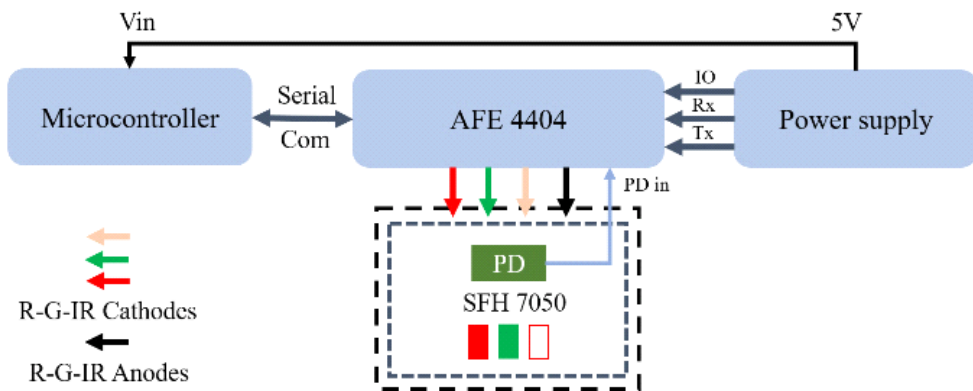 Vin
5V
Microcontroller
Serial
Com
AFE 4404
IO
Rx
Tx
Power supply
PD in
PD
SFH 7050
R-G-IR Cathodes
R-G-IR Anodes